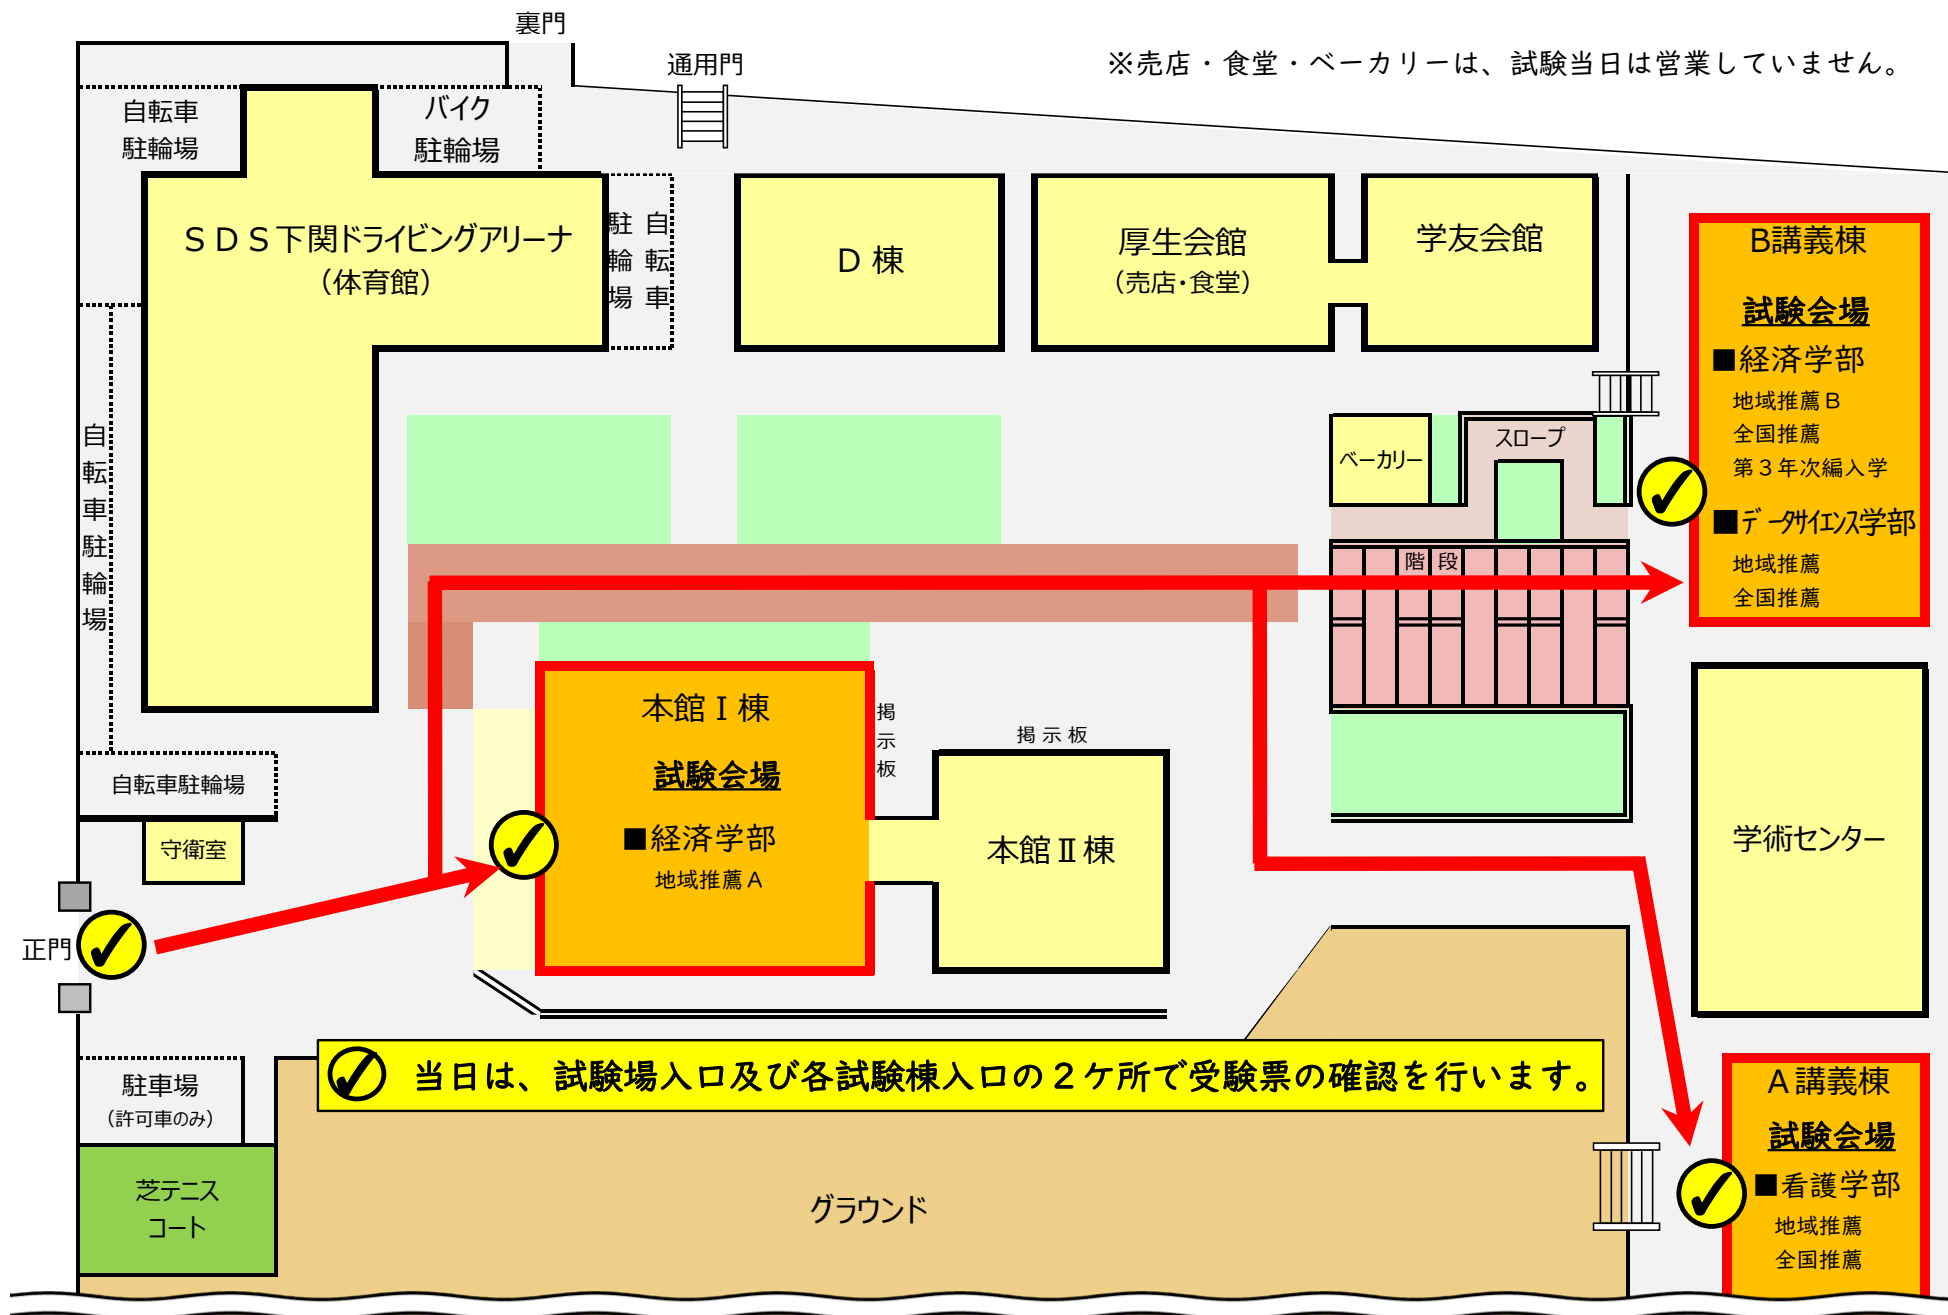 裏門
通用門
※売店・食堂・ベーカリーは、試験当日は営業していません。
自転車
駐輪場
バイク
駐輪場
ＳＤＳ下関ドライビングアリーナ
（体育館）
自転車
駐輪場
Ｄ棟
厚生会館
（売店・食堂）
学友会館
B講義棟
試験会場
■経済学部
地域推薦Ｂ
全国推薦
第３年次編入学
■データサイエンス学部
地域推薦
全国推薦
自転車駐輪場
ベーカリー
スロープ
階段
本館Ⅰ棟
試験会場
■経済学部
地域推薦Ａ
掲示板
掲示板
本館Ⅱ棟
自転車駐輪場
守衛室
正門
学術センター
✓ 当日は、試験場入口及び各試験棟入口の２ケ所で受験票の確認を行います。
駐車場
（許可車のみ）
芝テニス
コート
グラウンド
Ａ講義棟
試験会場
■看護学部
地域推薦
全国推薦